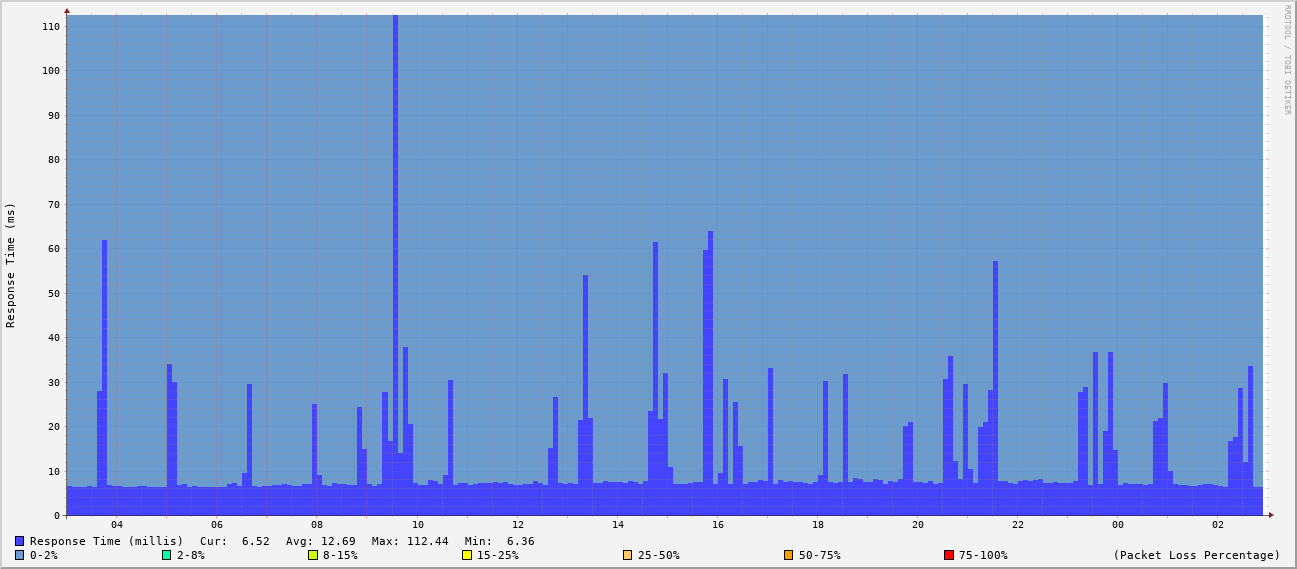 RRDTOOL / TOBI OETIKER
Response Time (ms)
110
100
90
80
70
60
50
40
30
20
10
0
04 06 08 10 12 14 16 18 20 22 00 02
Response Time (millis) Cur: 6.52 Avg: 12.69 Max: 112.44 Min: 6.36
0-2% 2-8% 8-15% 15-25% 25-50% 50-75% 75-100% (Packet Loss Percentage)